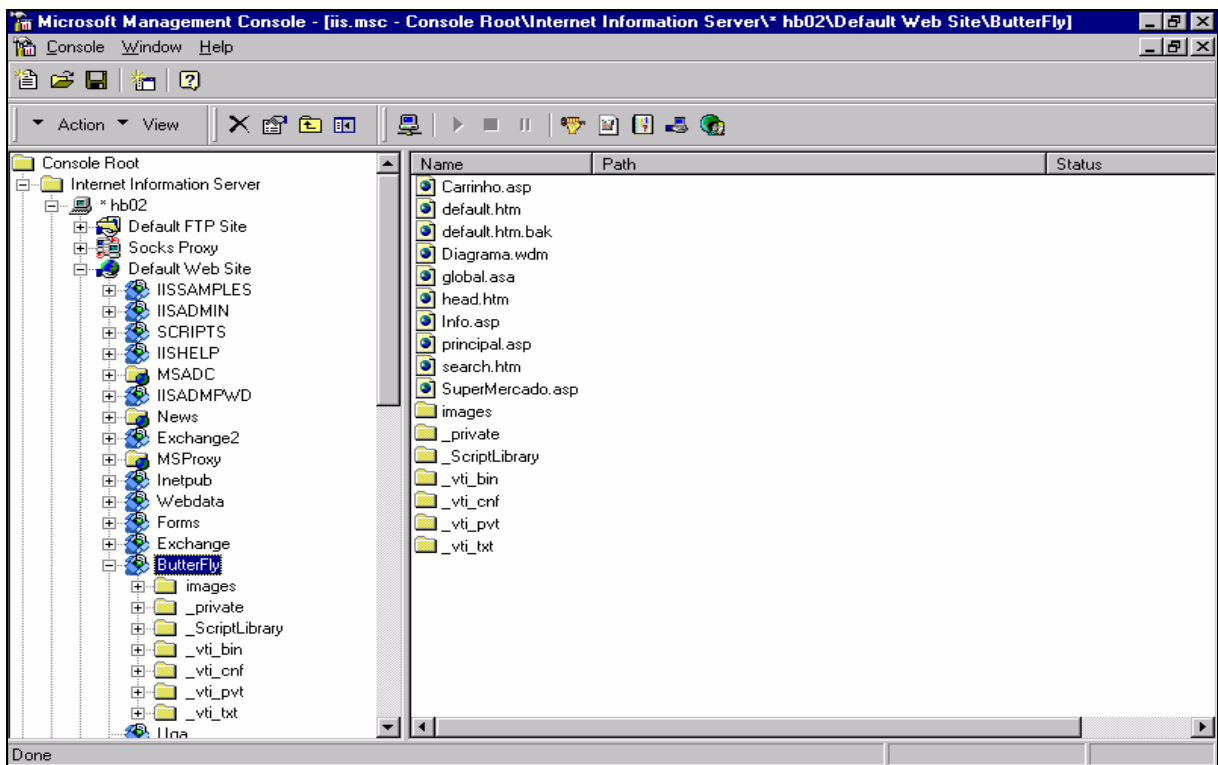 Microsoft Management Console - [iis.msc - Console Root\Internet Information Server\* hb02\Default Web Site\ButterFly]
Console Window Help
Action View
Console Root
Internet Information Server
* hb02
Default FTP Site
Socks Proxy
Default Web Site
IISSAMPLES
IISADMIN
SCRIPTS
IISHELP
MSADC
IISADMPWD
News
Exchange2
MSProxy
Inetpub
Webdata
Forms
Exchange
ButterFly
images
_private
_ScriptLibrary
_vti_bin
_vti_cnf
_vti_pvt
_vti_txt
Name Path Status
Carrinho.asp
default.htm
default.htm.bak
Diagrama.wdm
global.asa
head.htm
Info.asp
principal.asp
search.htm
SuperMercado.asp
images
_private
_ScriptLibrary
_vti_bin
_vti_cnf
_vti_pvt
_vti_txt
Done